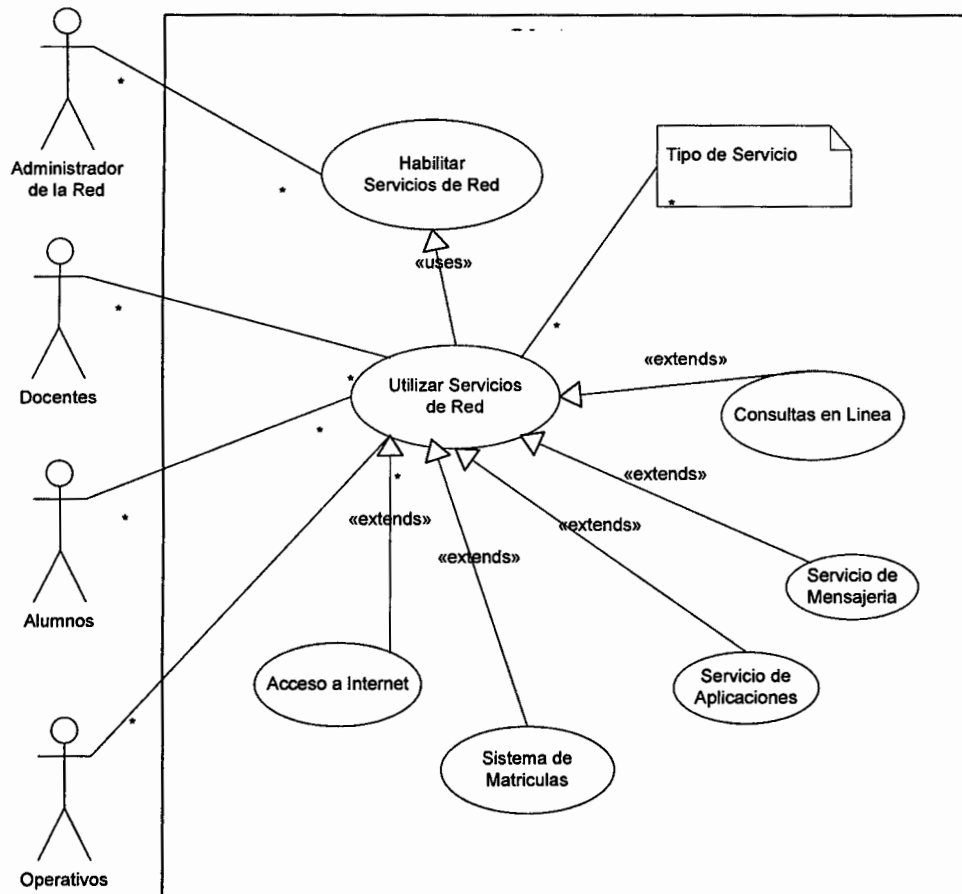 Administrador
de la Red
Habilitar
Servicios de Red
*
*
Tipo de Servicio
*
«uses»
Docentes
*
*
Utilizar Servicios
de Red
*
«extends»
Consultas en Linea
Alumnos
*
*
*
«extends»
«extends»
«extends»
«extends»
Servicio de
Mensajeria
Acceso a Internet
Servicio de
Aplicaciones
Operativos
*
Sistema de
Matriculas